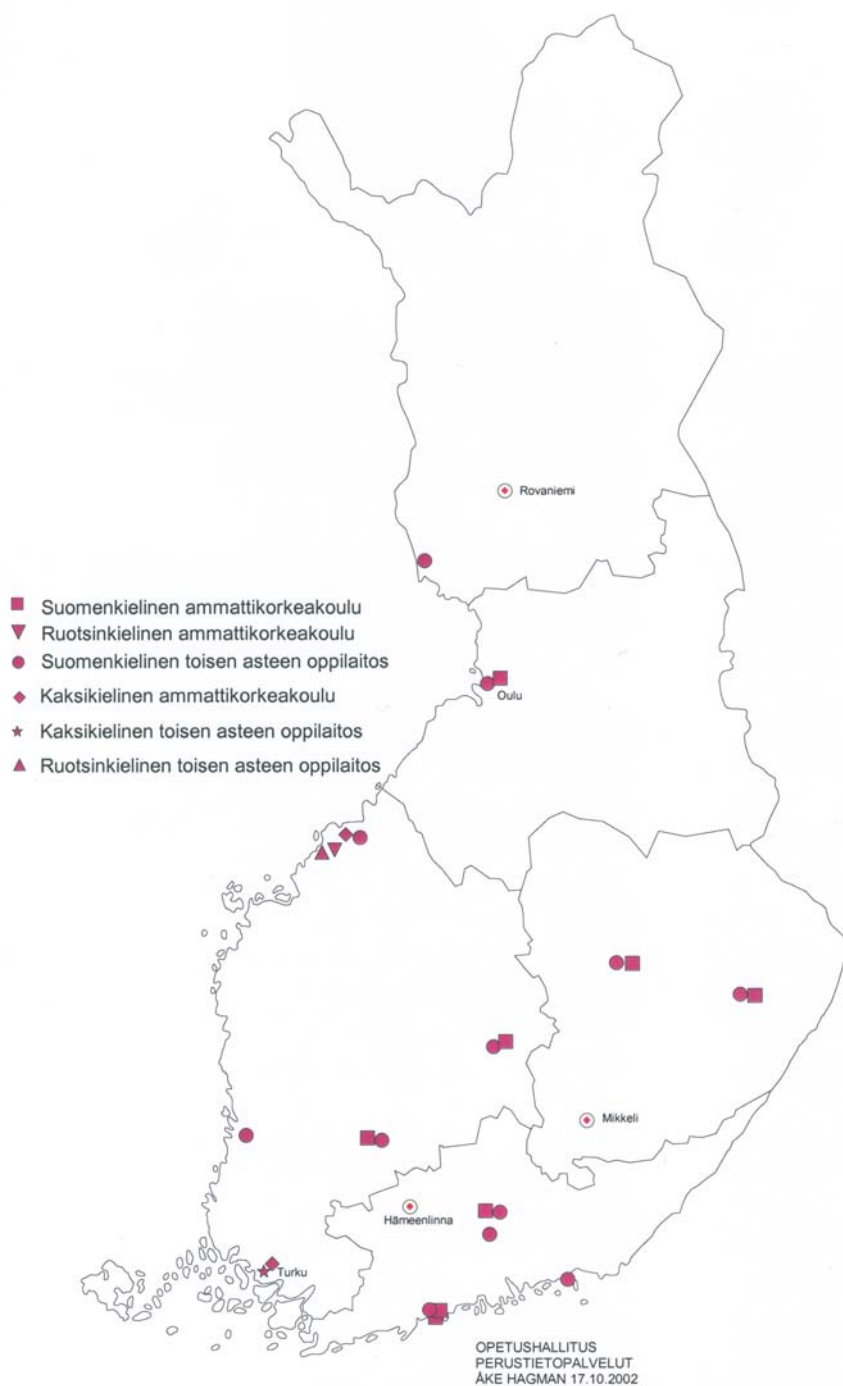 Rovaniemi
Suomenkielinen ammattikorkeakoulu
Ruotsinkielinen ammattikorkeakoulu
Suomenkielinen toisen asteen oppilaitos
Kaksikielinen ammattikorkeakoulu
Kaksikielinen toisen asteen oppilaitos
Ruotsinkielinen toisen asteen oppilaitos
Oulu
Mikkeli
Hämeenlinna
Turku
OPETUSHALLITUS
PERUSTIETOPALVELUT
ÅKE HAGMAN 17.10.2002